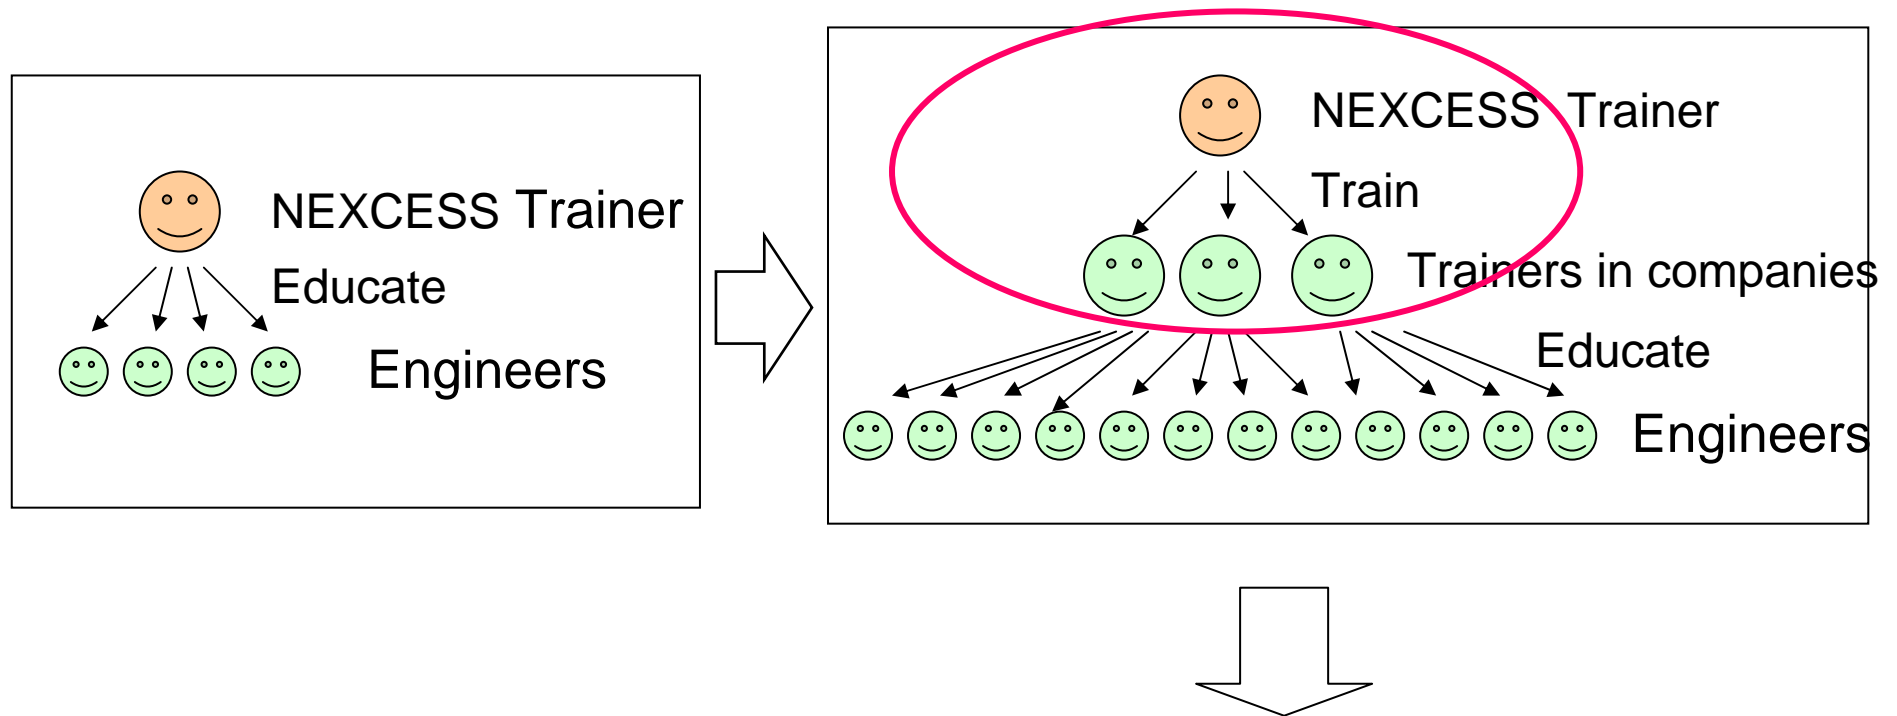 NEXCESS Trainer
Educate
Engineers
NEXCESS Trainer
Train
Trainers in companies
Educate
Engineers